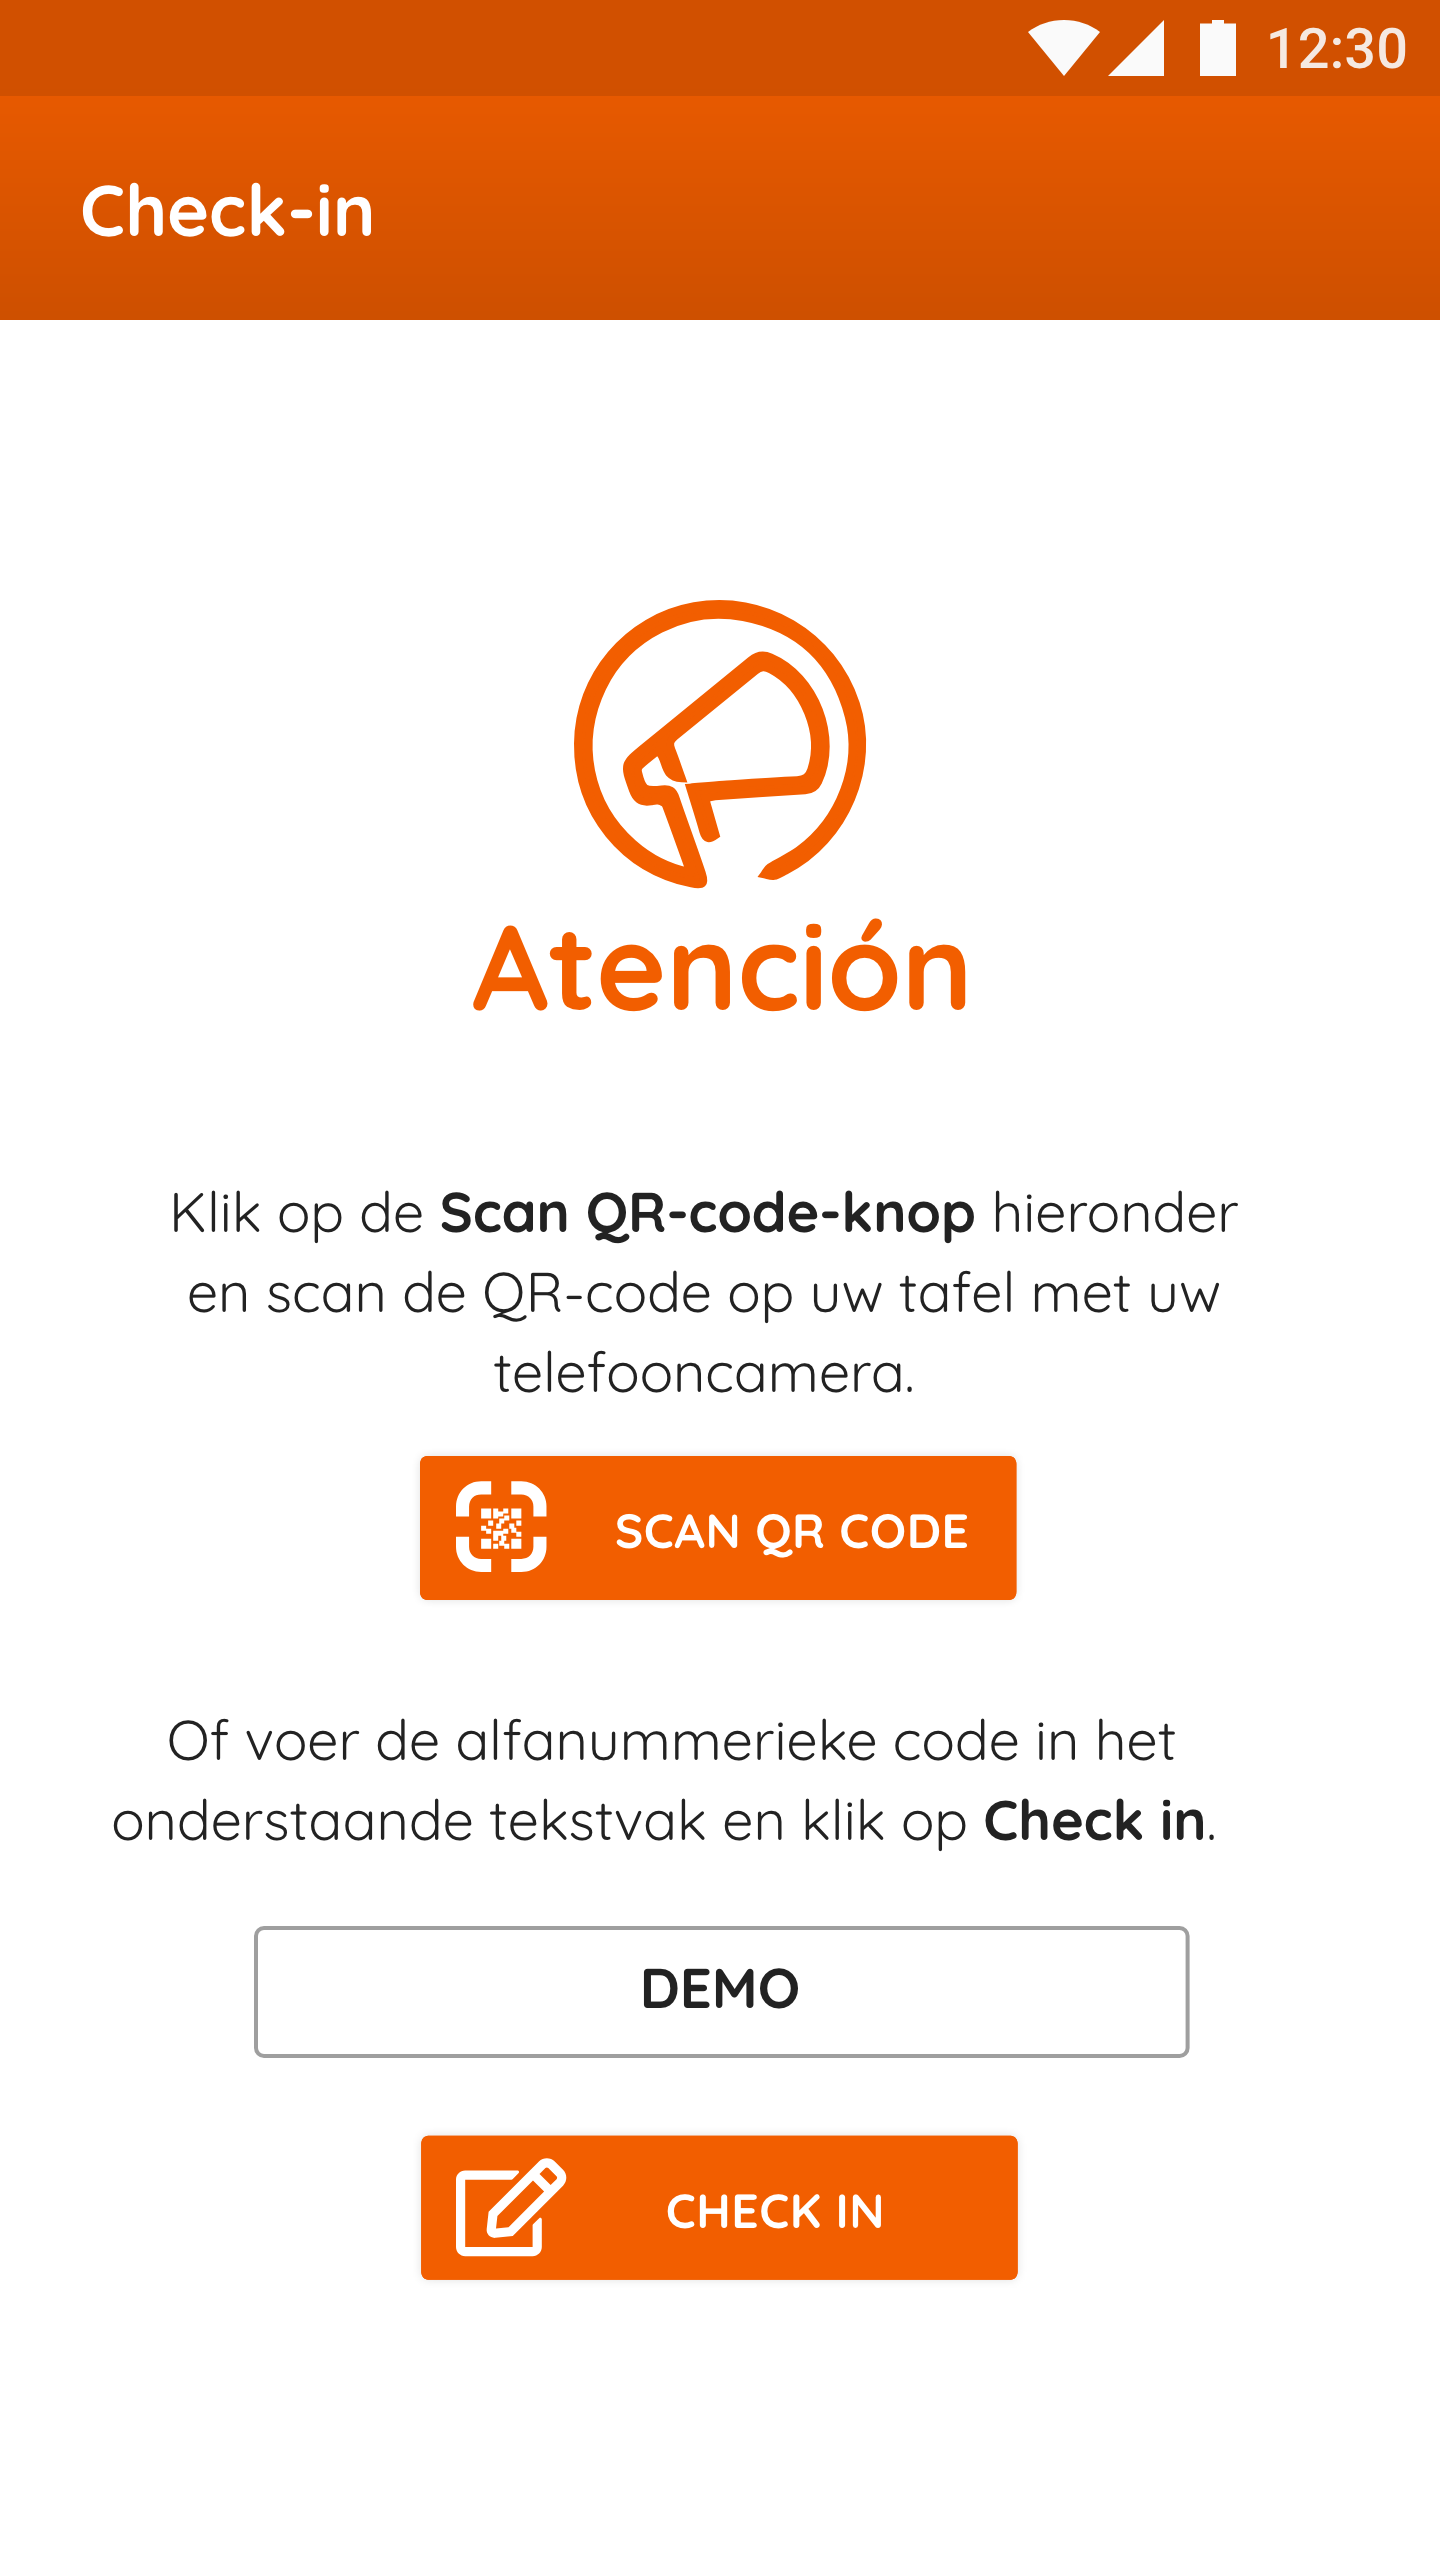 12:30
Check-in
Atención
Klik op de Scan QR-code-knop hieronder
en scan de QR-code op uw tafel met uw
telefooncamera.
SCAN QR CODE
Of voer de alfanummerieke code in het
onderstaande tekstvak en klik op Check in.
DEMO
CHECK IN